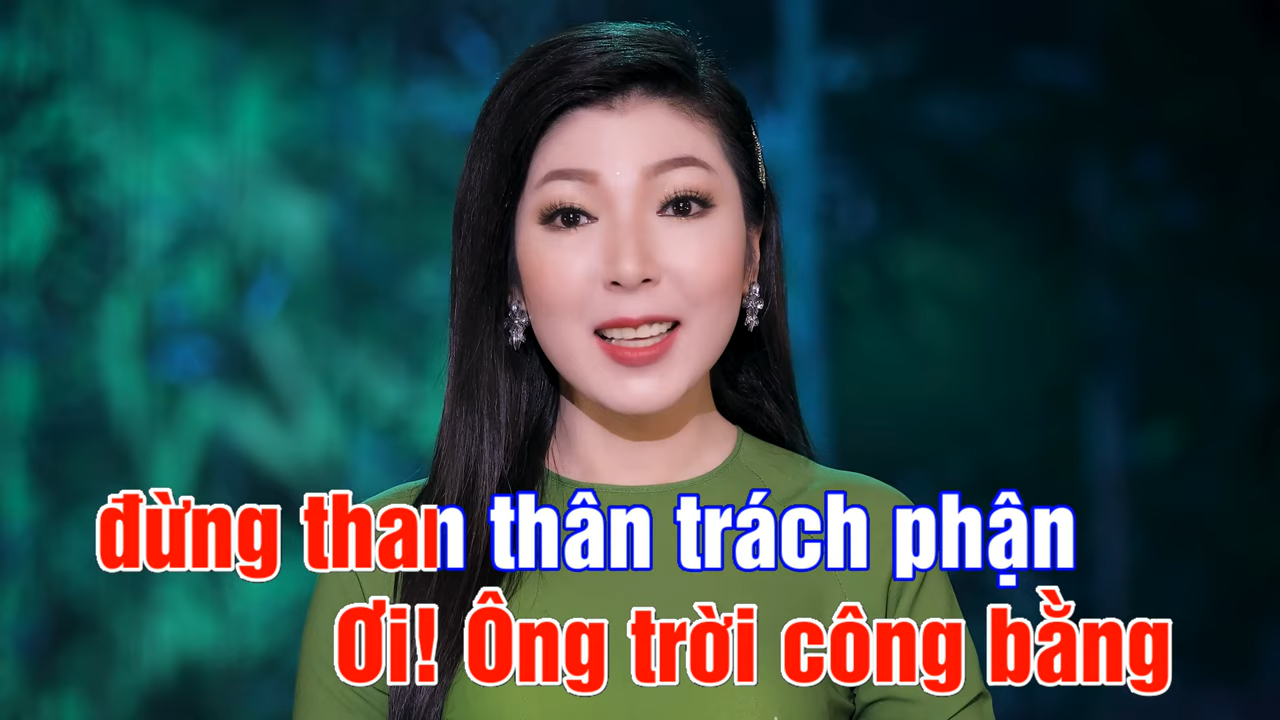 đừng than thân trách phận
Ơi! Ông trời công bằng